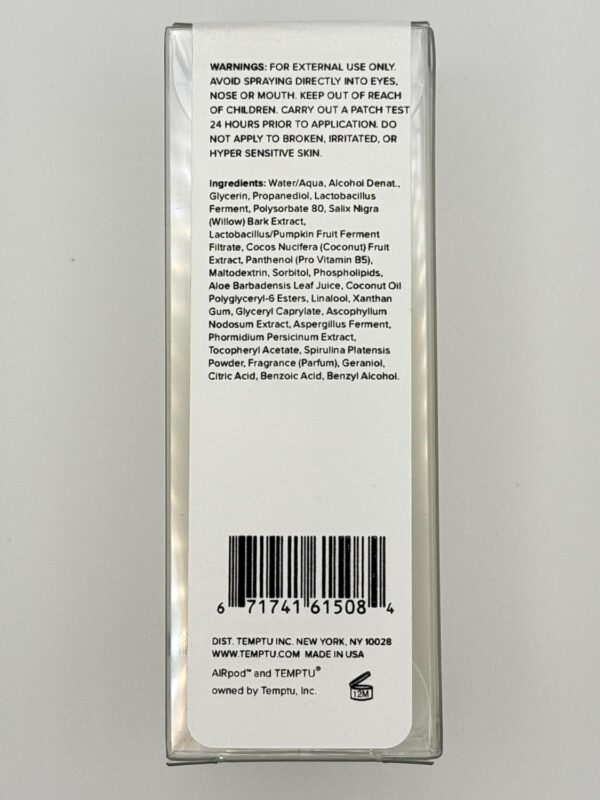 WARNINGS: FOR EXTERNAL USE ONLY.
AVOID SPRAYING DIRECTLY INTO EYES,
NOSE OR MOUTH. KEEP OUT OF REACH
OF CHILDREN. CARRY OUT A PATCH TEST
24 HOURS PRIOR TO APPLICATION. DO
NOT APPLY TO BROKEN, IRRITATED, OR
HYPER SENSITIVE SKIN.
Ingredients: Water/Aqua, Alcohol Denat.,
Glycerin, Propanediol, Lactobacillus
Ferment, Polysorbate 80, Salix Nigra
(Willow) Bark Extract,
Lactobacillus/Pumpkin Fruit Ferment
Filtrate, Cocos Nucifera (Coconut) Fruit
Extract, Panthenol (Pro Vitamin B5),
Maltodextrin, Sorbitol, Phospholipids,
Aloe Barbadensis Leaf Juice, Coconut Oil
Polyglyceryl-6 Esters, Linalool, Xanthan
Gum, Glyceryl Caprylate, Ascophyllum
Nodosum Extract, Aspergillus Ferment,
Phormidium Persicinum Extract,
Tocopheryl Acetate, Spirulina Platensis
Powder, Fragrance (Parfum), Geraniol,
Citric Acid, Benzoic Acid, Benzyl Alcohol.
6 71741 61508 4
DIST. TEMPTU INC. NEW YORK, NY 10028
WWW.TEMPTU.COM MADE IN USA
AIRpod™ and TEMPTU®
owned by Temptu, Inc.
12M